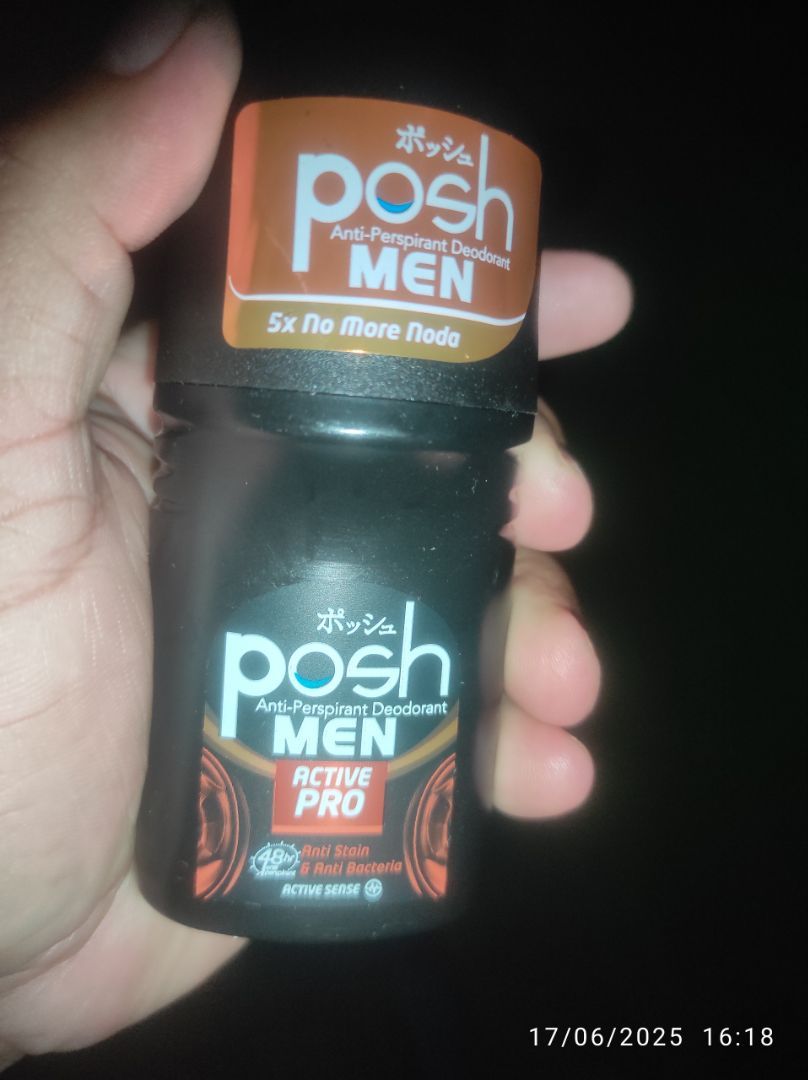 ポッシュ
posh
Anti-Perspirant Deodorant
MEN
5x No More Noda
ポッシュ
posh
Anti-Perspirant Deodorant
MEN
ACTIVE
PRO
48hr
Anti Stain
& Anti Bacteria
ACTIVE SENSE
17/06/2025 16:18